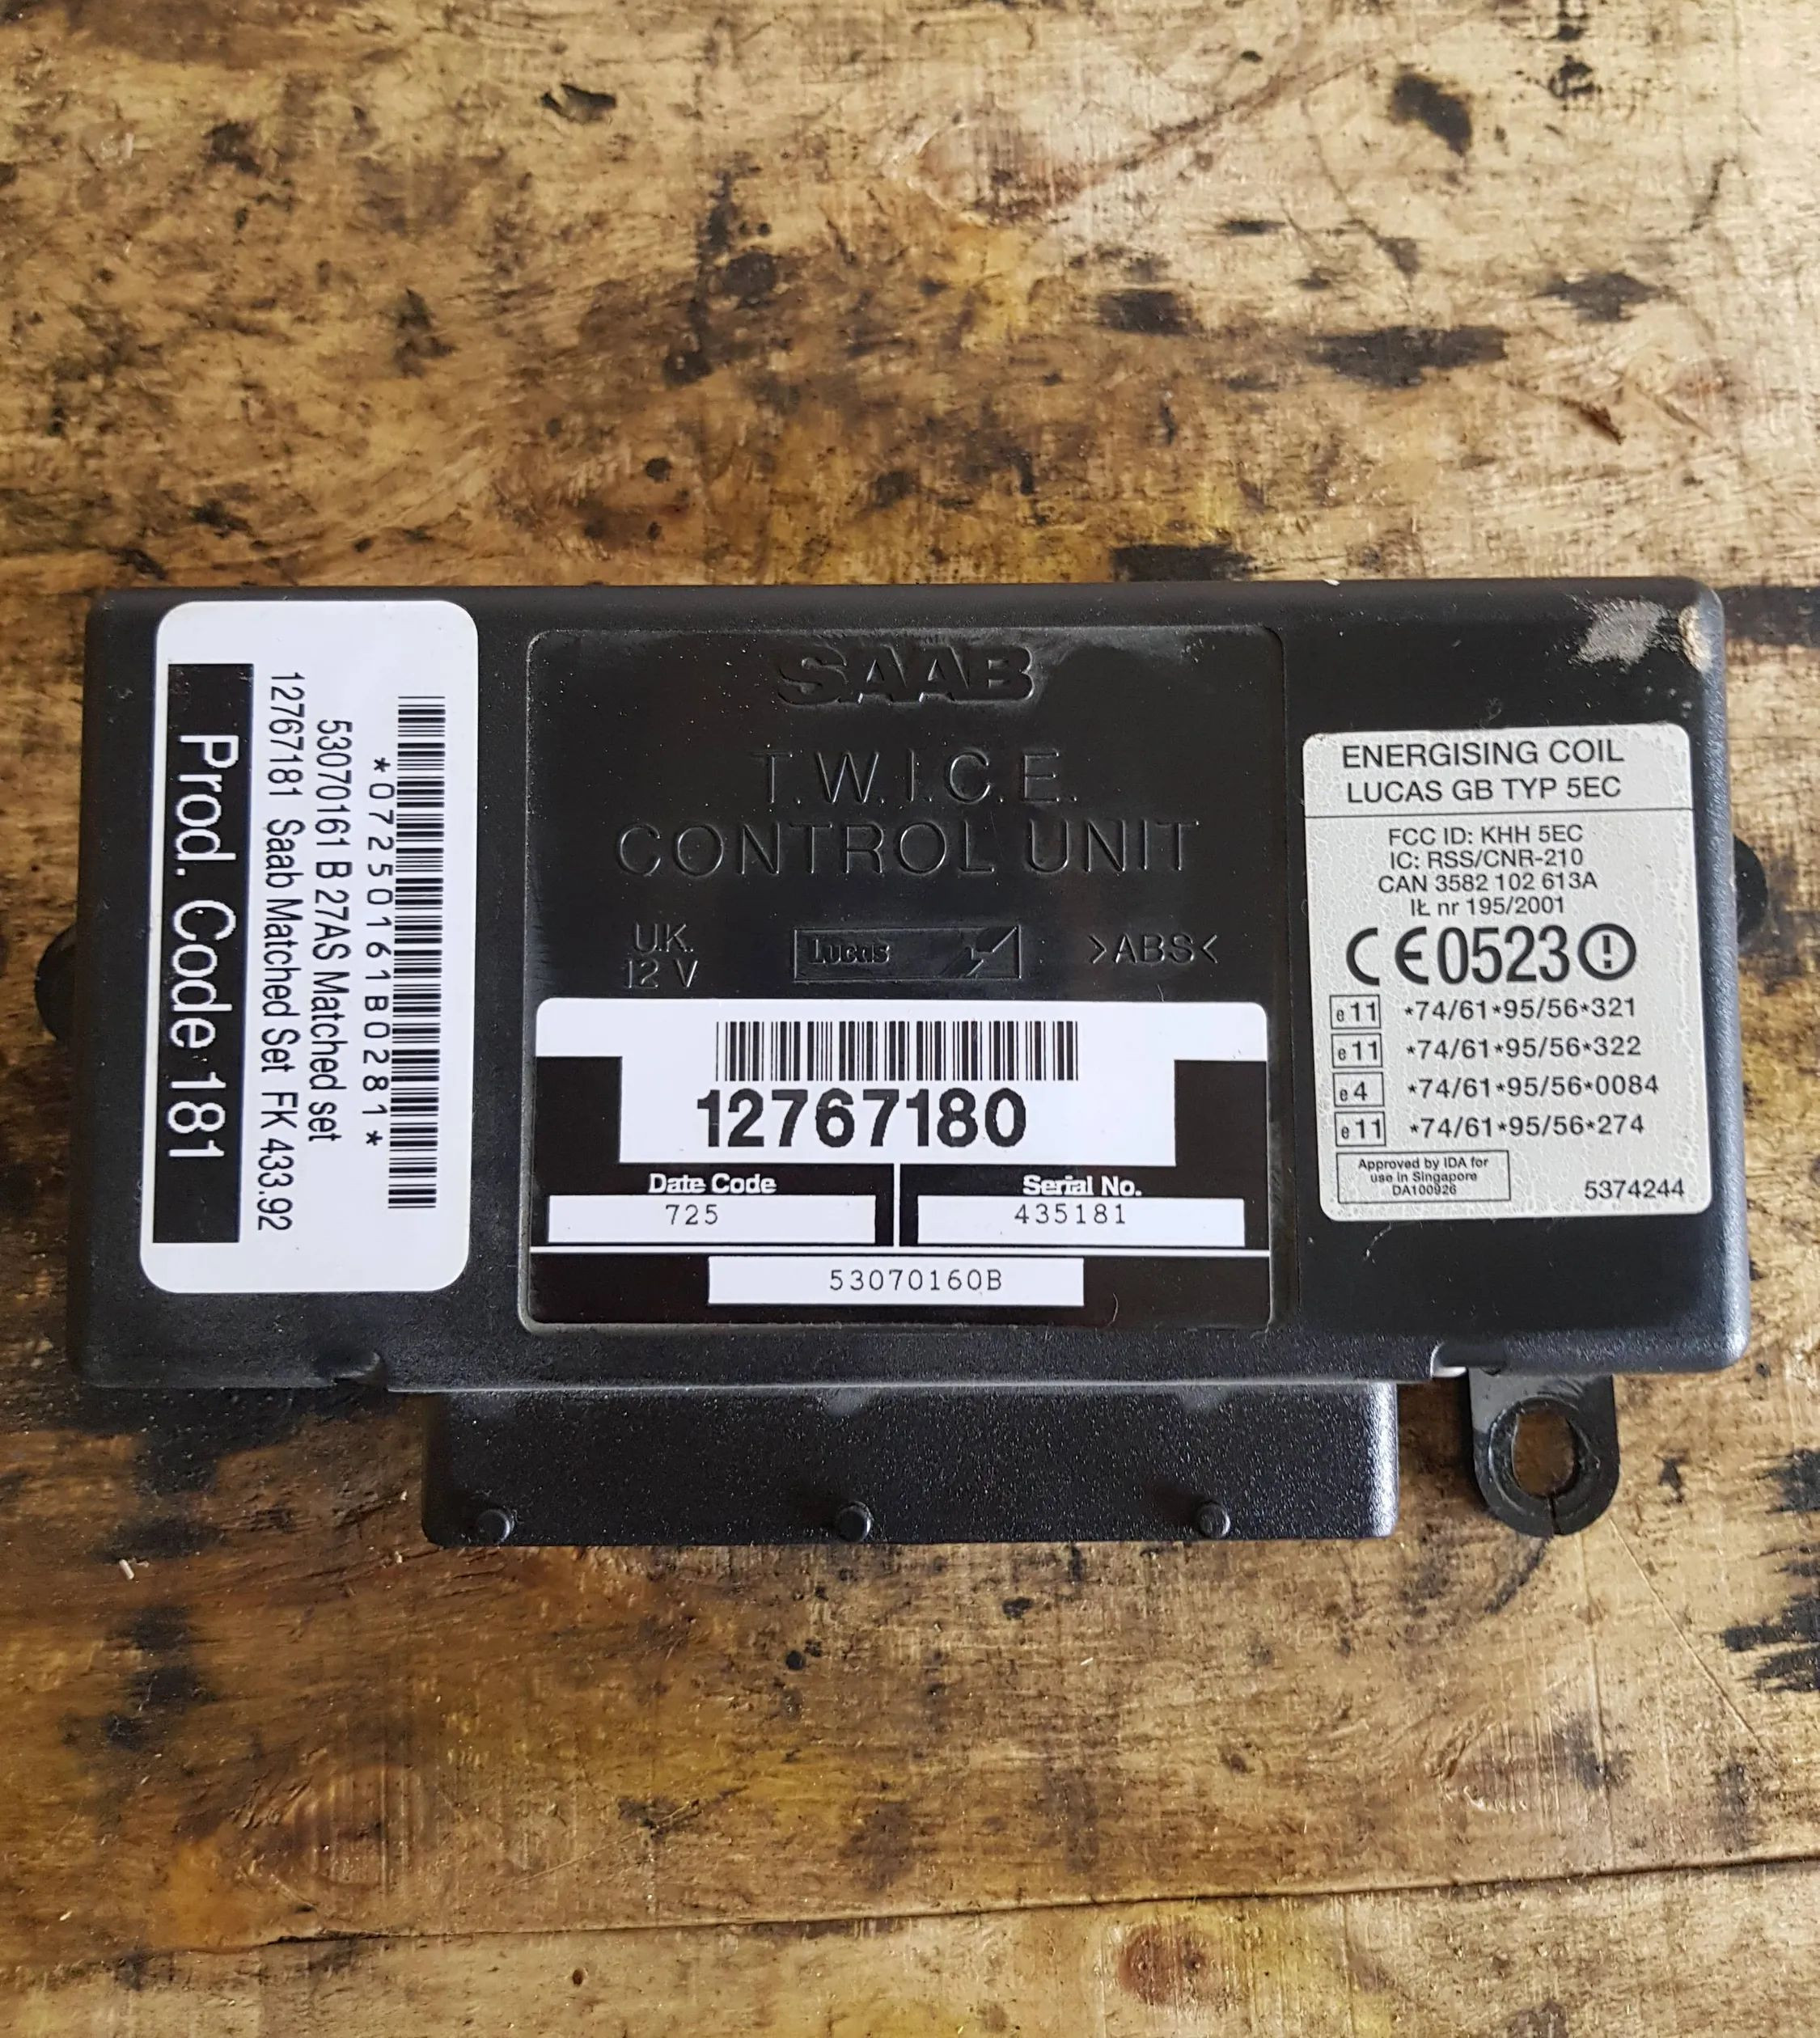 Prod. Code 181
12767181 Saab Matched Set FK 433.92
53070161 B 27AS Matched set
*0725016 1B0281*
SAAB
T.W.I.C.E.
CONTROL UNIT
U.K.
12 V
Lucas
>ABS<
12767180
Date Code
725
Serial No.
435181
53070160B
ENERGISING COIL
LUCAS GB TYP 5EC
FCC ID: KHH 5EC
IC: RSS/CNR-210
CAN 3582 102 613A
IŁ nr 195/2001
CE0523
e11 *74/61*95/56*321
e11 *74/61*95/56*322
e4 *74/61*95/56*0084
e11 *74/61*95/56*274
Approved by IDA for
use in Singapore
DA100926
5374244